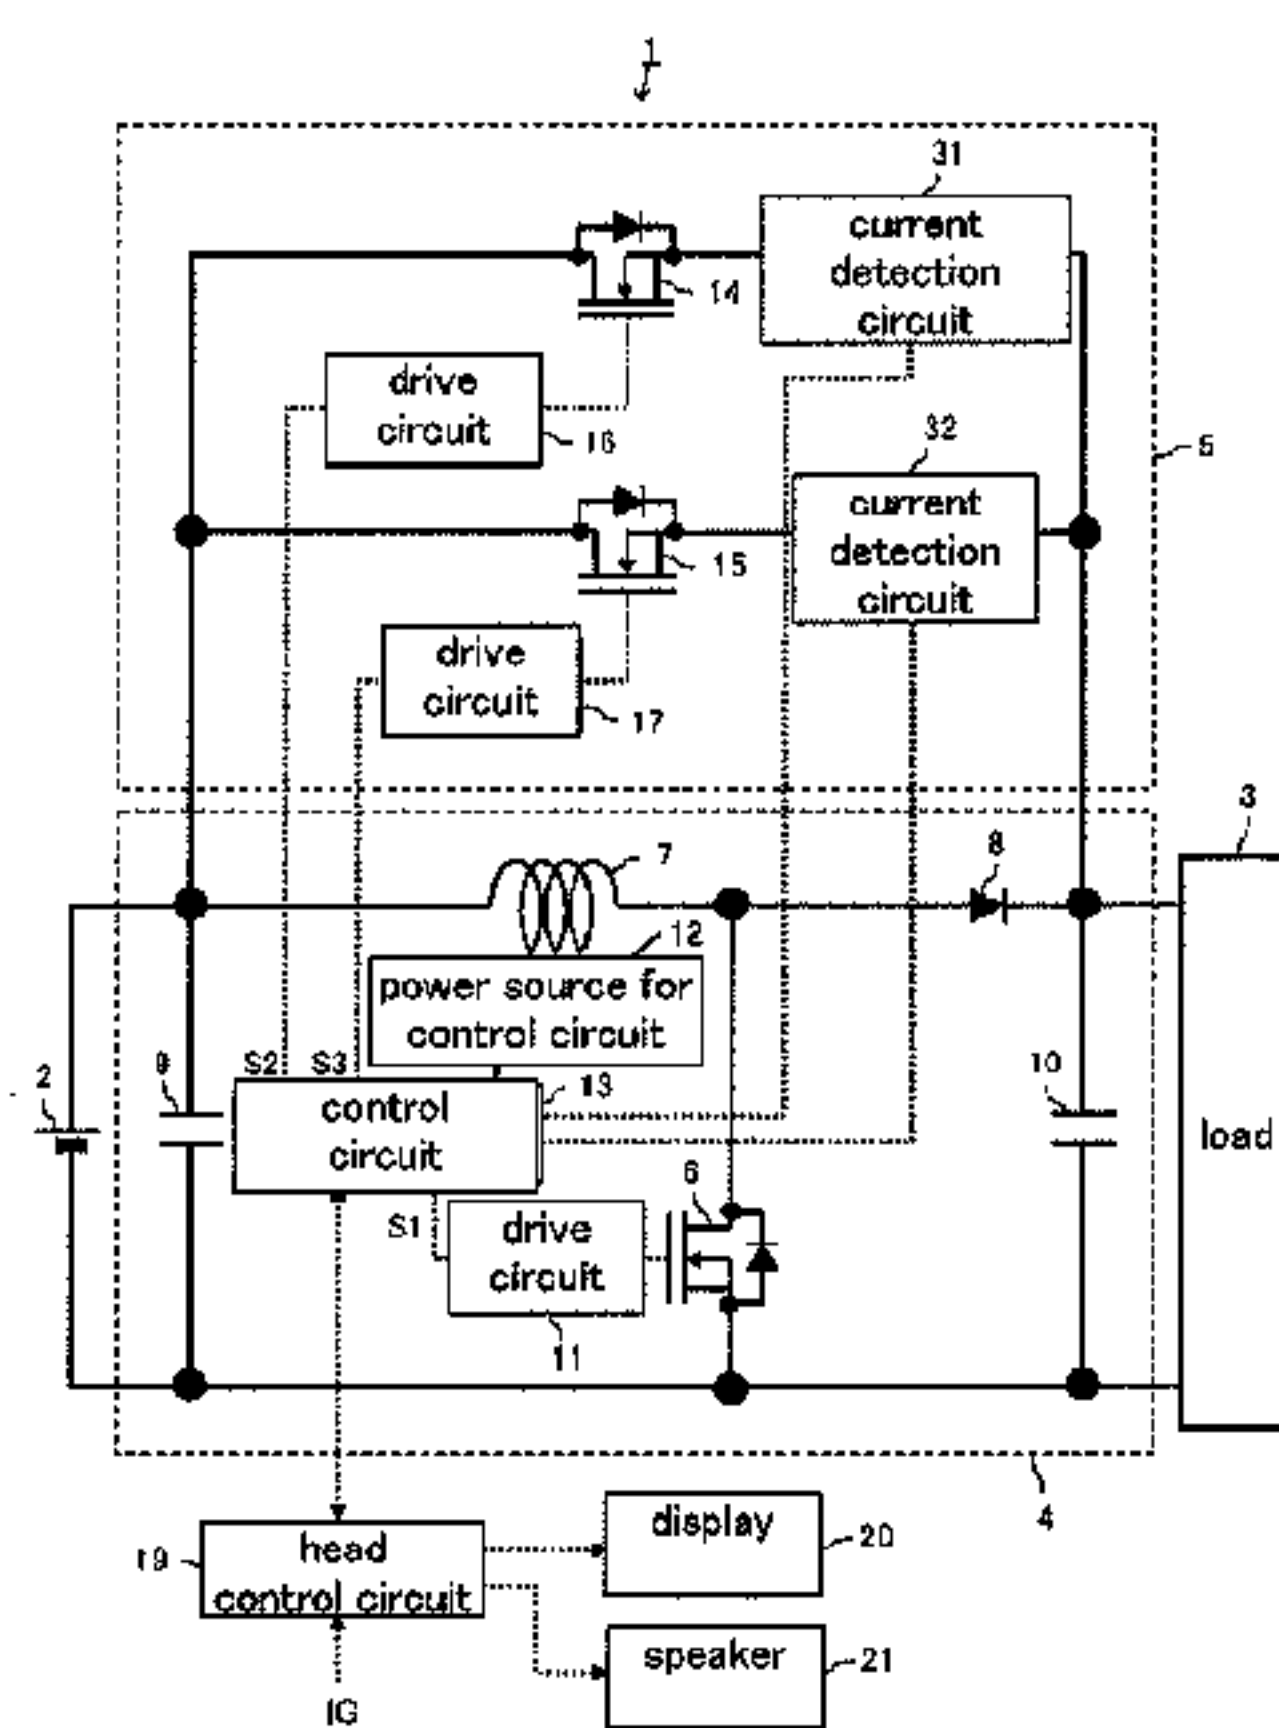 1
31
current
detection
circuit
14
drive
circuit
16
32
5
current
detection
circuit
15
drive
circuit
17
3
8
7
12
power source for
control circuit
2
9
S2
S3
13
control
circuit
10
load
6
S1
drive
circuit
11
4
display
20
19
head
control circuit
speaker
21
IG